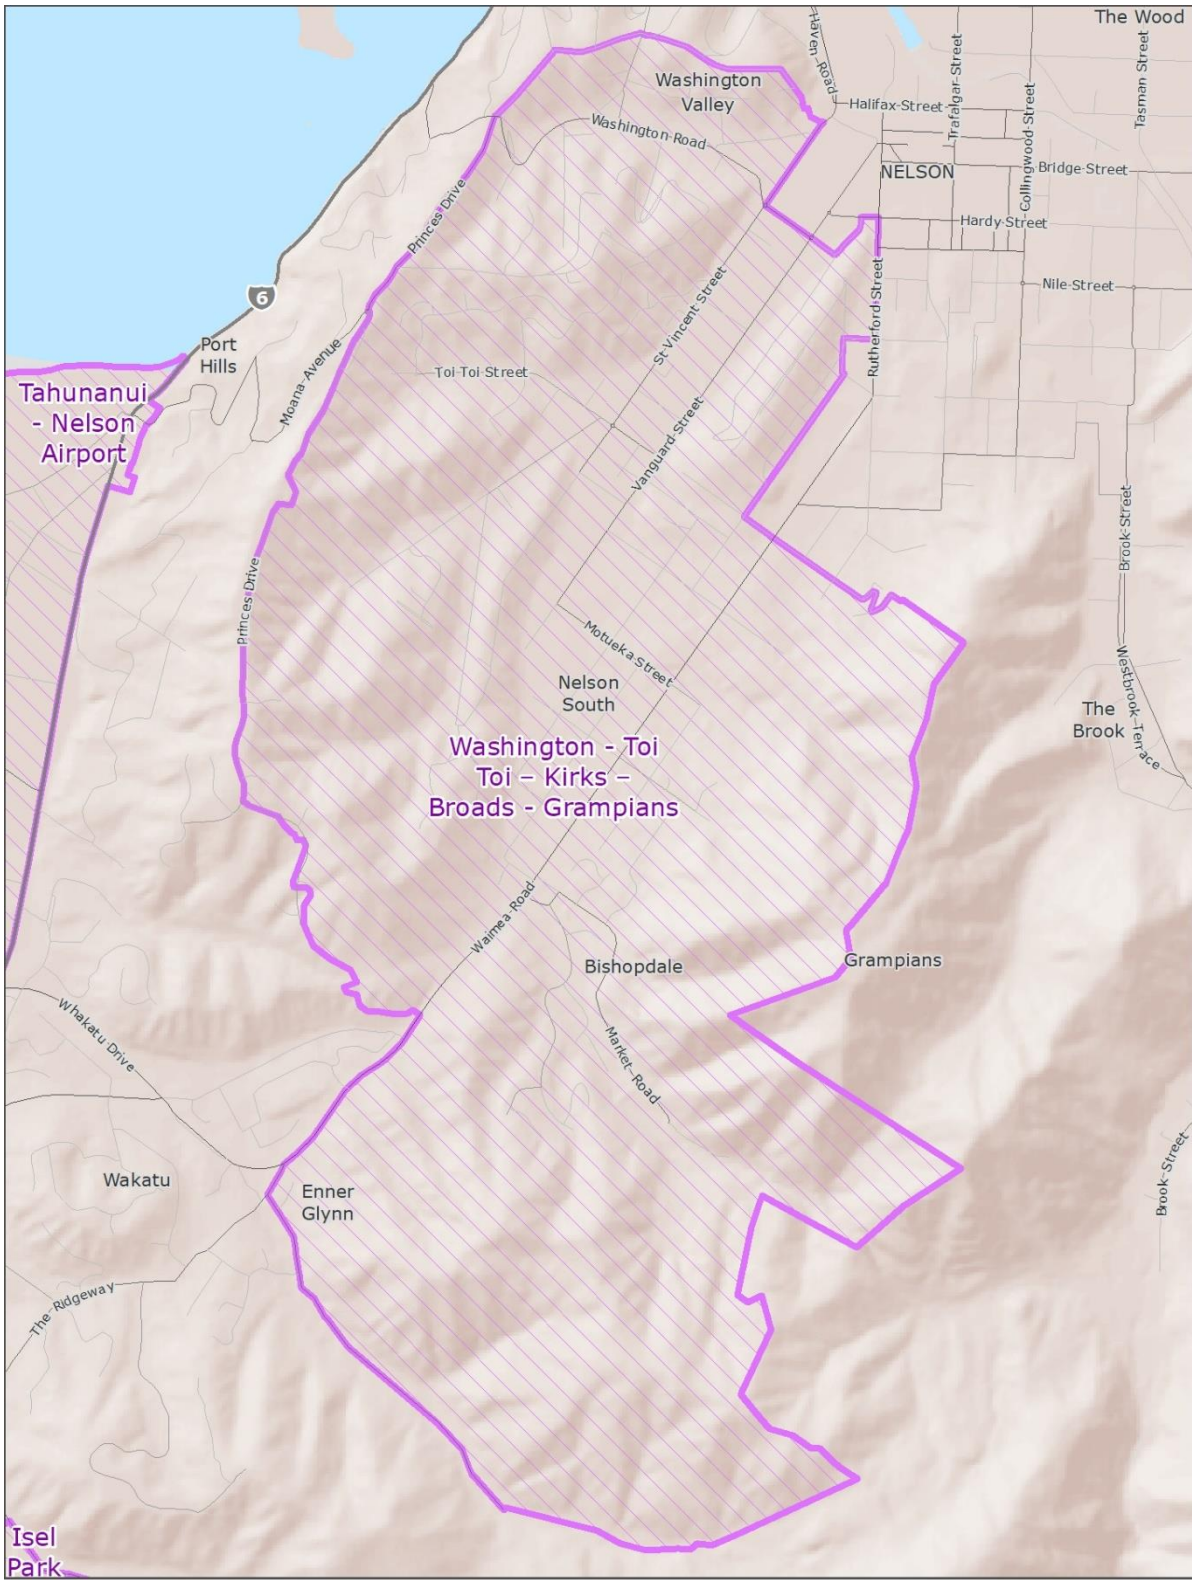 The Wood
Haven Road
Washington
Valley
Halifax Street
Trafalgar Street
Collingwood Street
Tasman Street
Washington Road
NELSON
Bridge Street
Princes Drive
Hardy Street
6
Nile Street
St Vincent Street
Rutherford Street
Port
Hills
Moana Avenue
Toi Toi Street
Tahunanui
- Nelson
Airport
Vanguard Street
Brook Street
Princes Drive
Motueka Street
Nelson
South
The
Brook
Westbrook Terrace
Washington - Toi
Toi – Kirks –
Broads - Grampians
Waimea Road
Bishopdale
Grampians
Whakatu Drive
Market Road
Wakatu
Enner
Glynn
Brook Street
The Ridgeway
Isel
Park